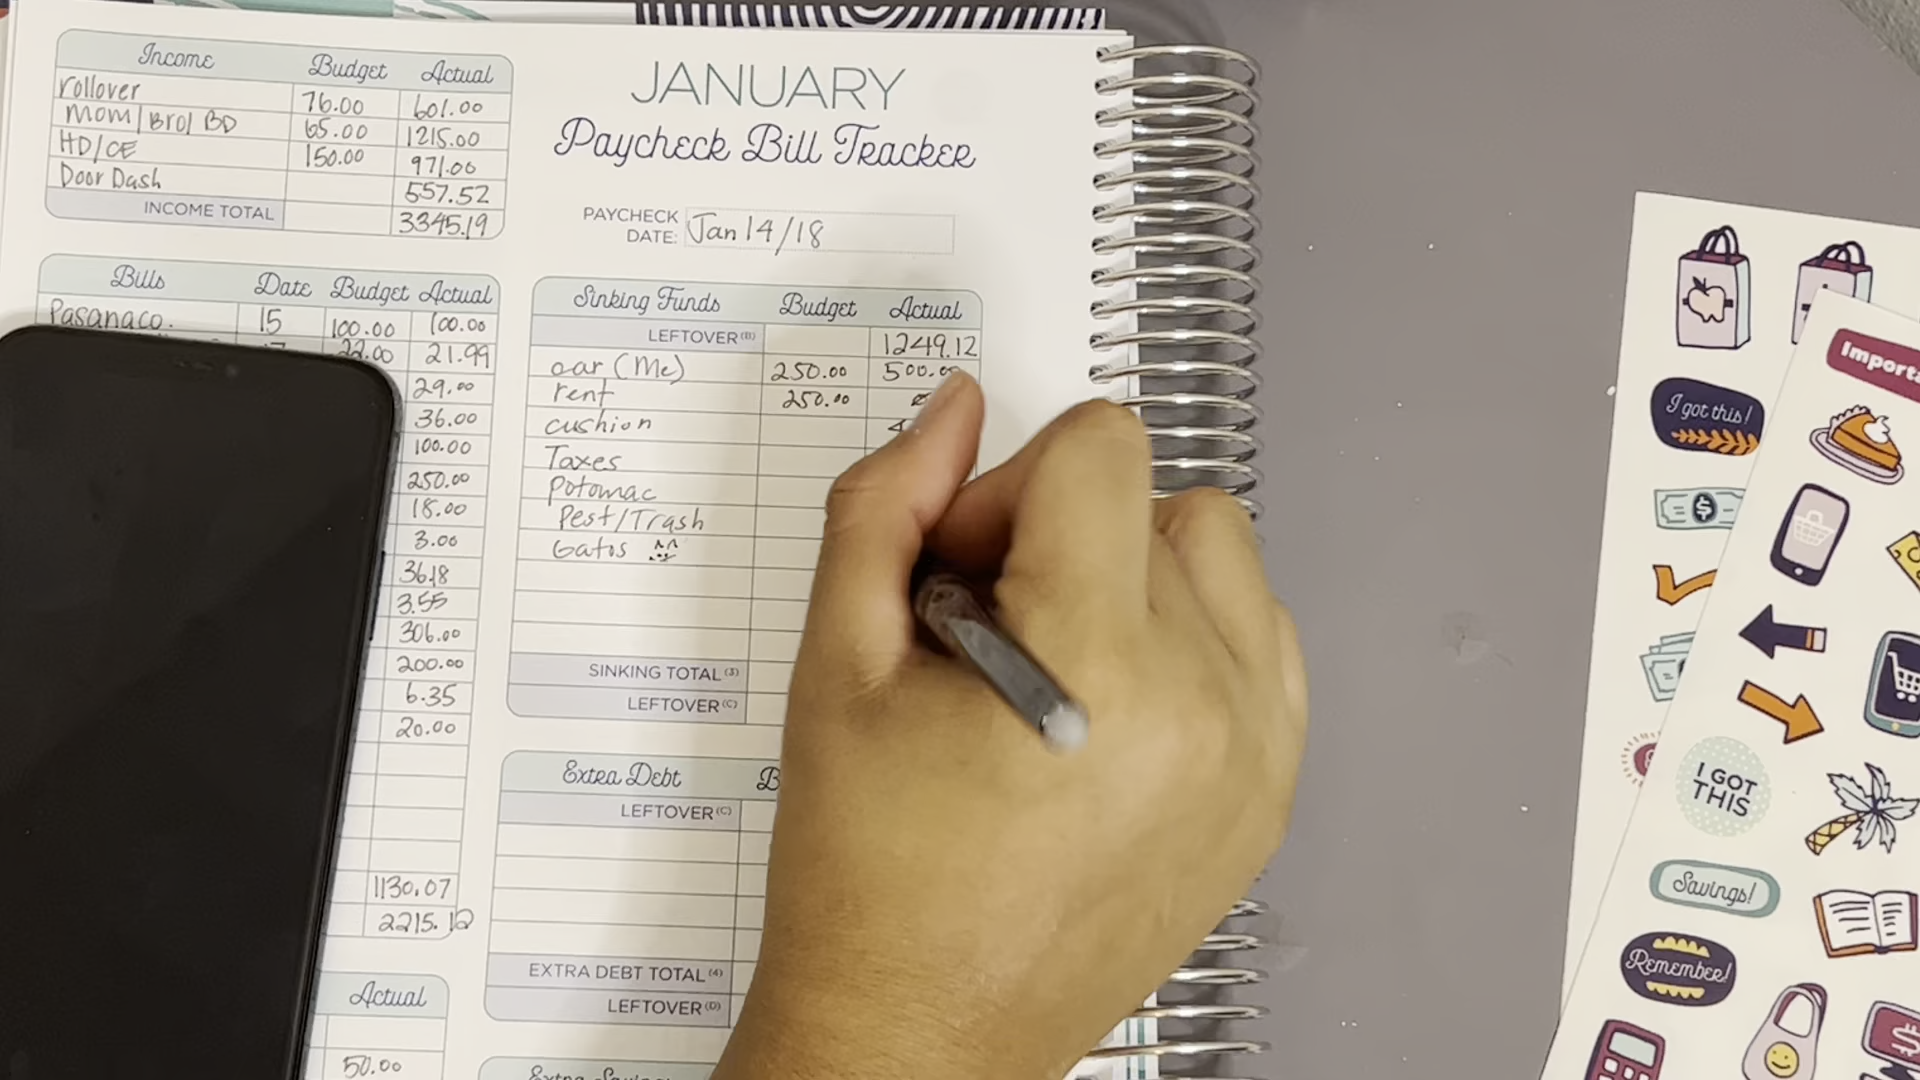 Income Budget Actual
rollover 76.00 601.00
Mom/Bro/BD 65.00 1215.00
HD/CE 150.00 971.00
Door Dash 557.52
INCOME TOTAL 3345.19
JANUARY
Paycheck Bill Tracker
PAYCHECK
DATE: Jan 14/18
Bills Date Budget Actual
Pasanaco. 15 100.00 100.00
22.00 21.99
29.00
36.00
100.00
250.00
18.00
3.00
36.18
3.55
306.00
200.00
6.35
20.00
1130.07
2215.12
Actual
50.00
Sinking Funds Budget Actual
LEFTOVER (B) 1249.12
car (Me) 250.00 500.00
rent 250.00
cushion 4
Taxes
Potomac
Pest/Trash
Gatos
SINKING TOTAL (3)
LEFTOVER (C)
Extra Debt B
LEFTOVER (C)
EXTRA DEBT TOTAL (4)
LEFTOVER (D)
Extra Savings
Importa
I got this!
$
I GOT
THIS
Savings!
Remember!
$